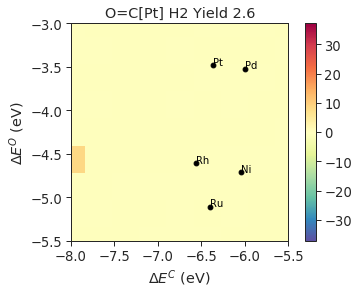 O=C[Pt] H2 Yield 2.6
−3.0
−3.5
−4.0
−4.5
−5.0
−5.5
ΔE^O (eV)
Pt
Pd
Rh
Ni
Ru
−8.0 −7.5 −7.0 −6.5 −6.0 −5.5
ΔE^C (eV)
30
20
10
0
−10
−20
−30